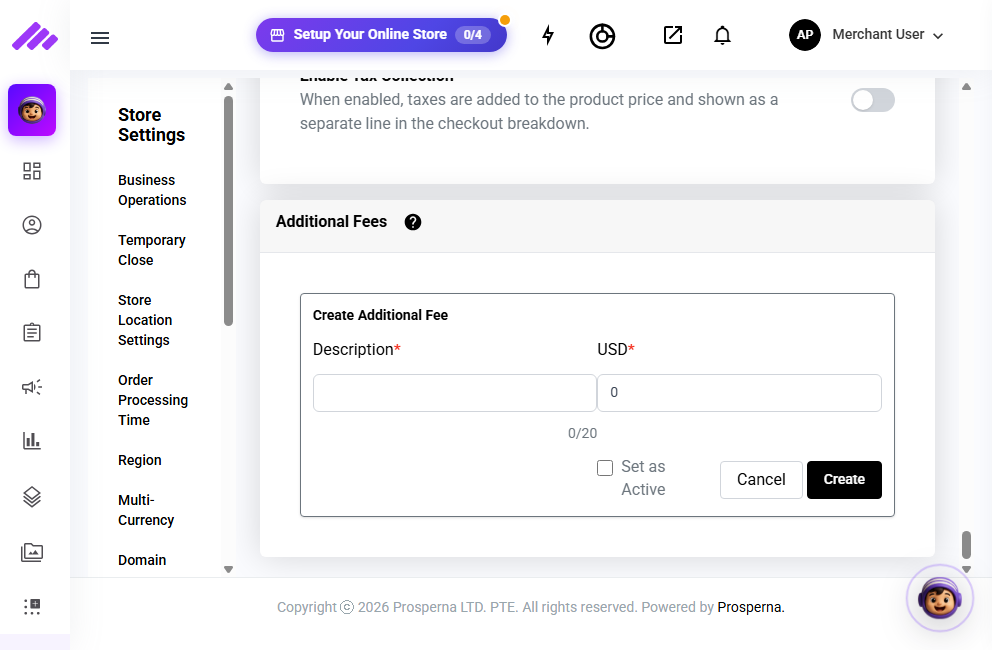 Setup Your Online Store 0/4
AP Merchant User
Store
Settings
Business
Operations
Temporary
Close
Store
Location
Settings
Order
Processing
Time
Region
Multi-
Currency
Domain
Enable Tax Collection
When enabled, taxes are added to the product price and shown as a
separate line in the checkout breakdown.
Additional Fees ?
Create Additional Fee
Description* USD*
0
0/20
Set as
Active
Cancel Create
Copyright © 2026 Prosperna LTD. PTE. All rights reserved. Powered by Prosperna.